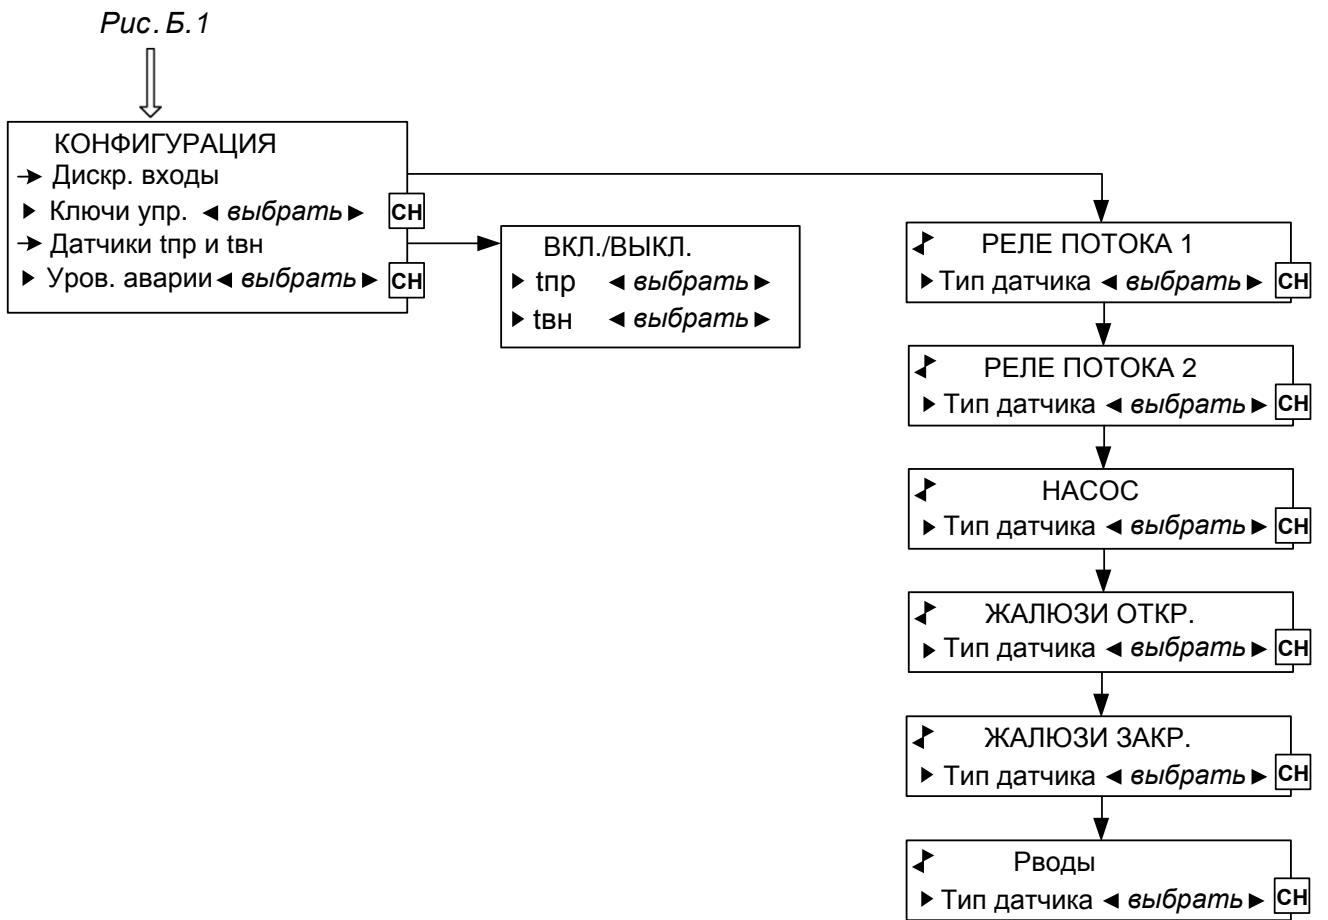 Рис. Б.1
КОНФИГУРАЦИЯ
Дискр. входы
Ключи упр. ◄ выбрать ► СН
Датчики tпр и tвн
Уров. аварии ◄ выбрать ► СН
ВКЛ./ВЫКЛ.
tпр ◄ выбрать ►
tвн ◄ выбрать ►
РЕЛЕ ПОТОКА 1
Тип датчика ◄ выбрать ► СН
РЕЛЕ ПОТОКА 2
Тип датчика ◄ выбрать ► СН
НАСОС
Тип датчика ◄ выбрать ► СН
ЖАЛЮЗИ ОТКР.
Тип датчика ◄ выбрать ► СН
ЖАЛЮЗИ ЗАКР.
Тип датчика ◄ выбрать ► СН
Рводы
Тип датчика ◄ выбрать ► СН